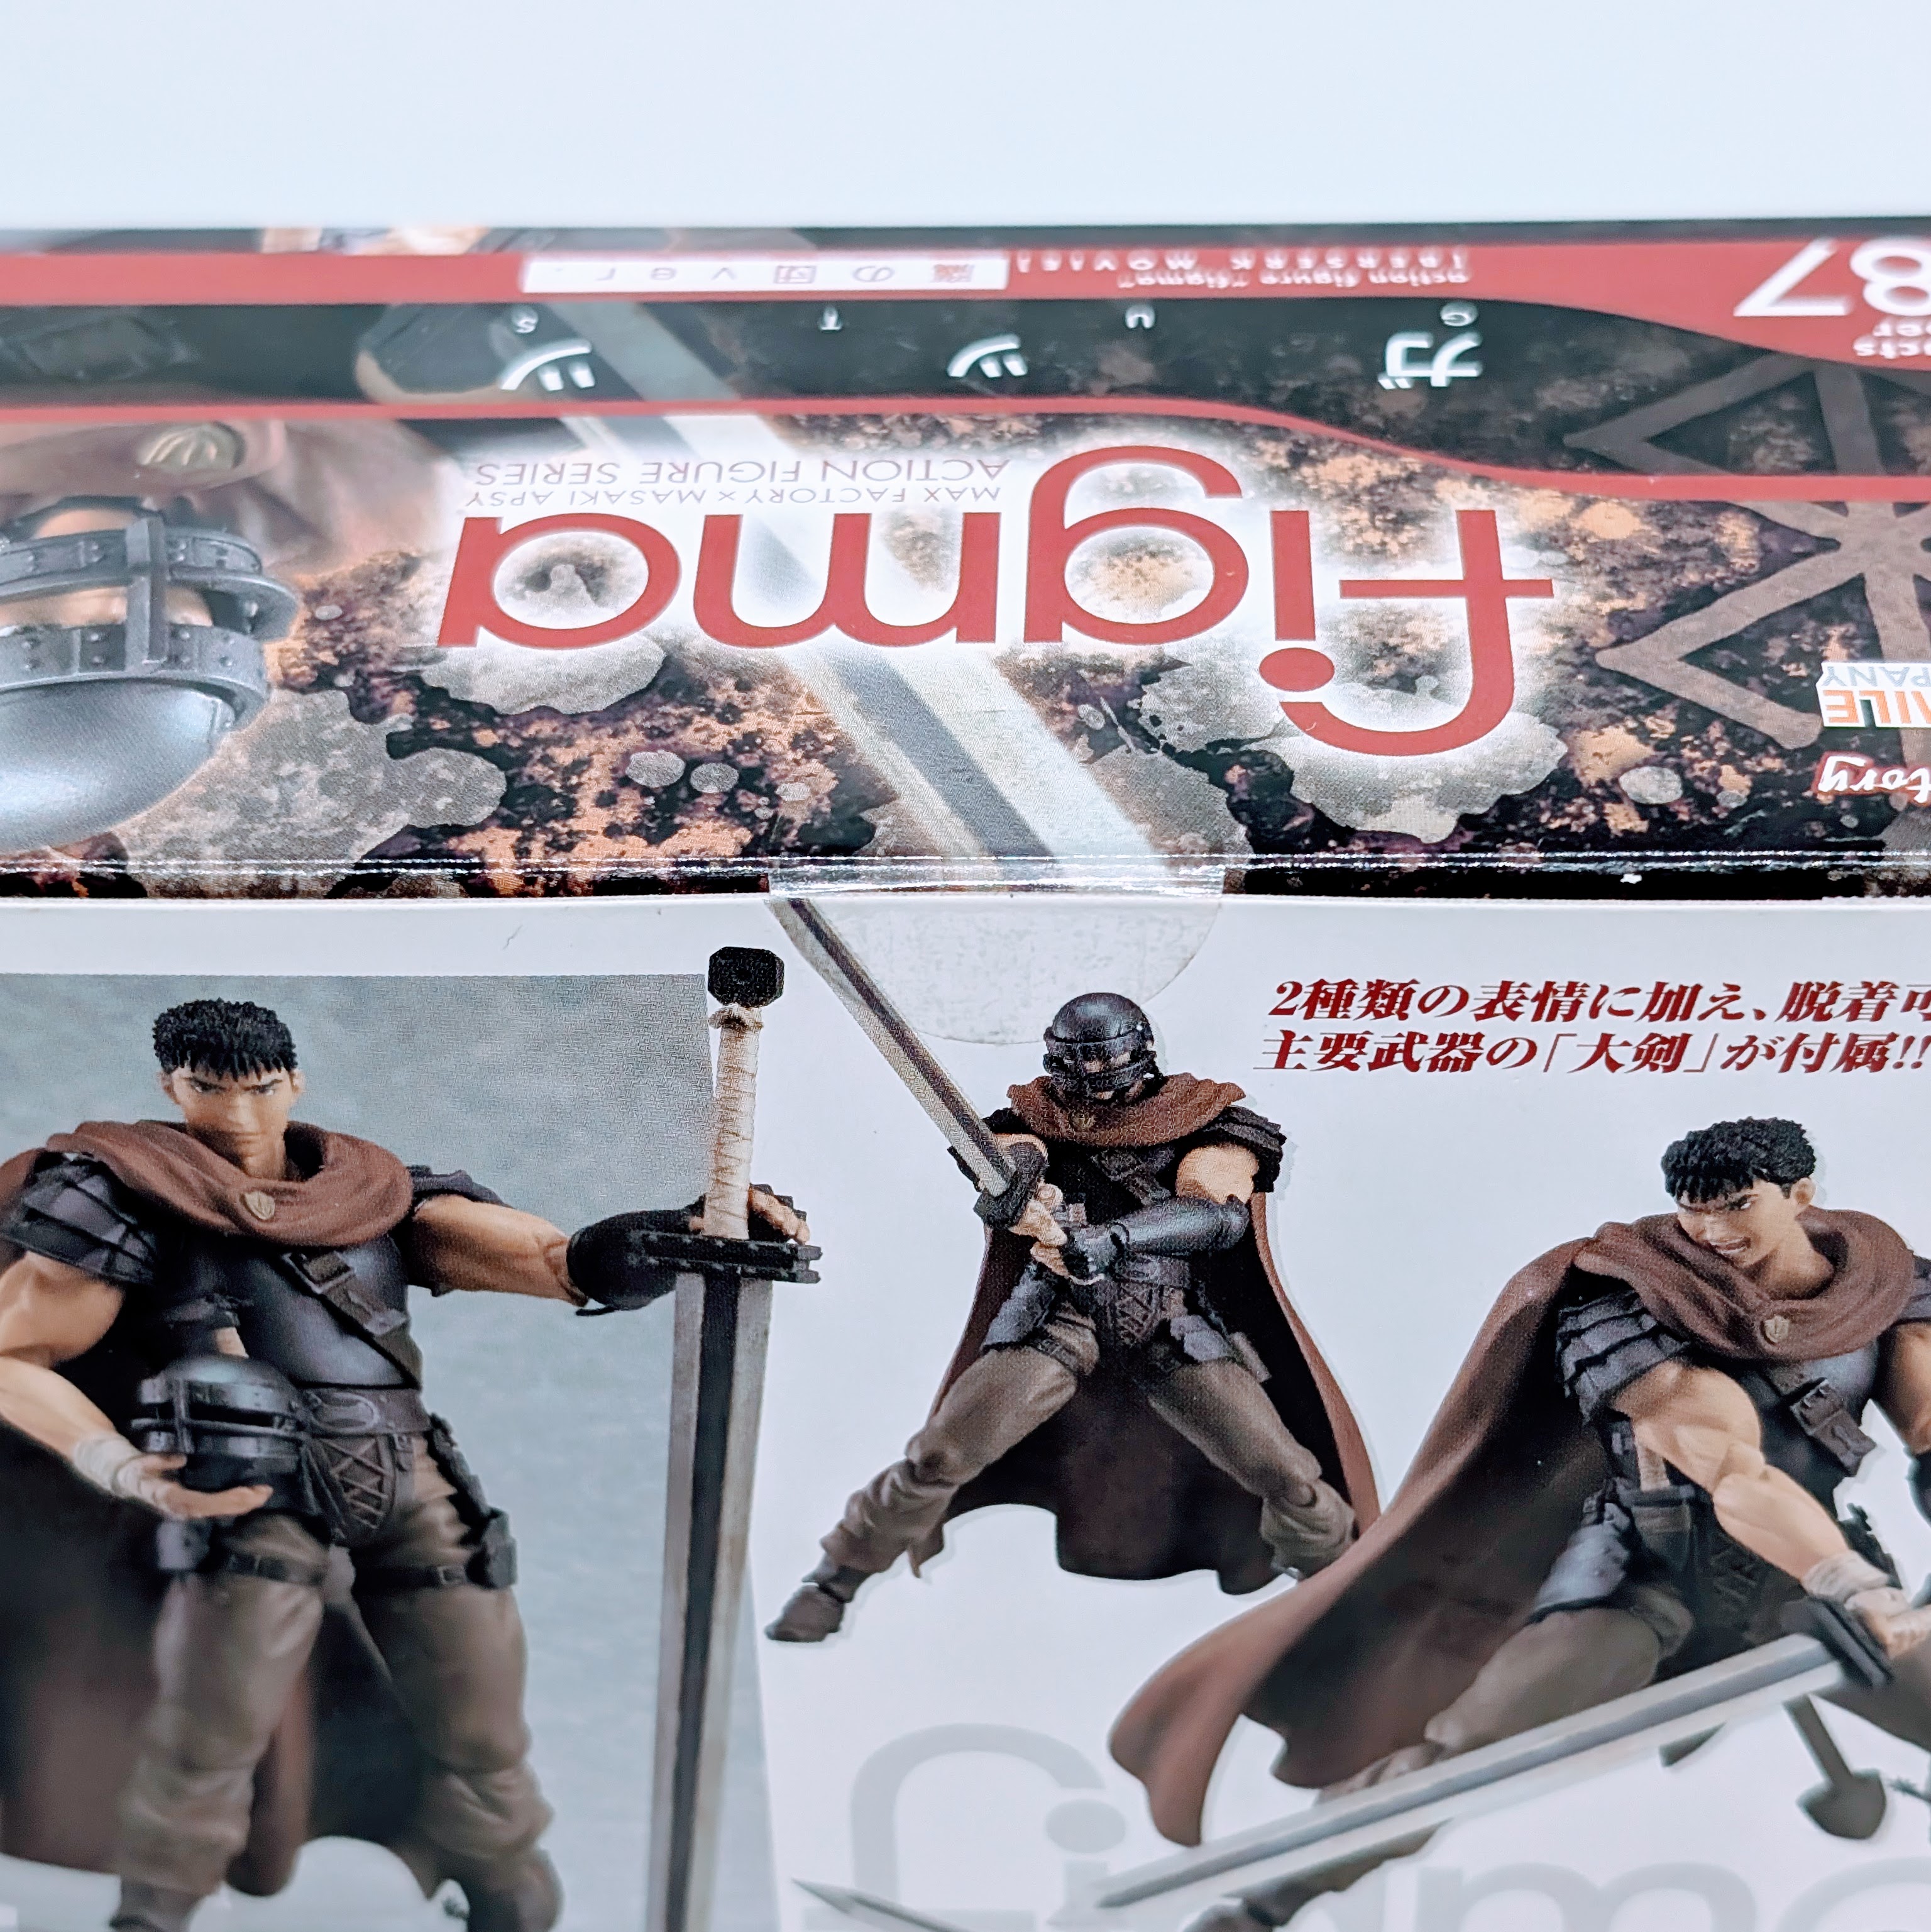 87
action figure "figma"
[BERSERK MOVIE]
鷹の団ver.
ガッツ
GUTS
figma
MAX FACTORY×MASAKI APSY
ACTION FIGURE SERIES
2種類の表情に加え、脱着可
主要武器の「大剣」が付属!!